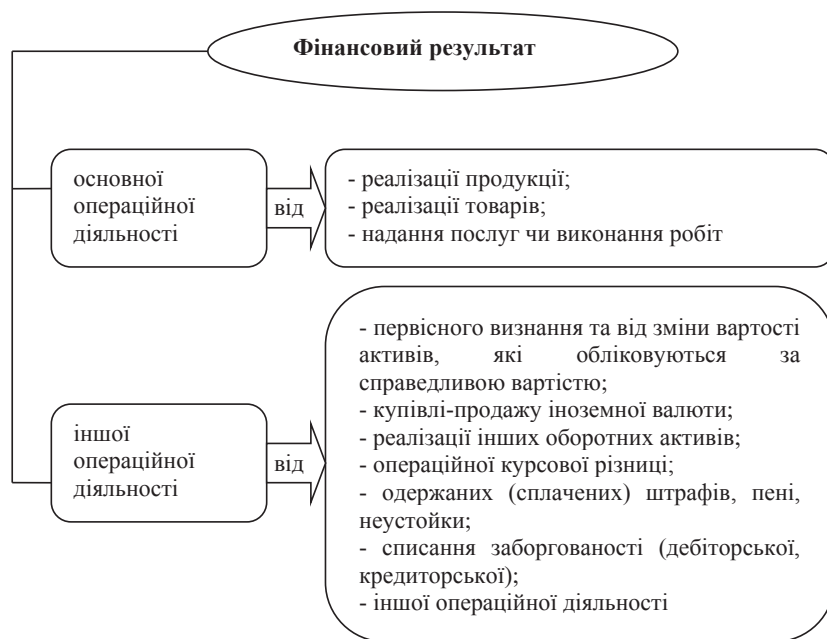 Фінансовий результат
основної
операційної
діяльності
від
- реалізації продукції;
- реалізації товарів;
- надання послуг чи виконання робіт
іншої
операційної
діяльності
від
- первісного визнання та від зміни вартості
активів, які обліковуються за
справедливою вартістю;
- купівлі-продажу іноземної валюти;
- реалізації інших оборотних активів;
- операційної курсової різниці;
- одержаних (сплачених) штрафів, пені,
неустойки;
- списання заборгованості (дебіторської,
кредиторської);
- іншої операційної діяльності